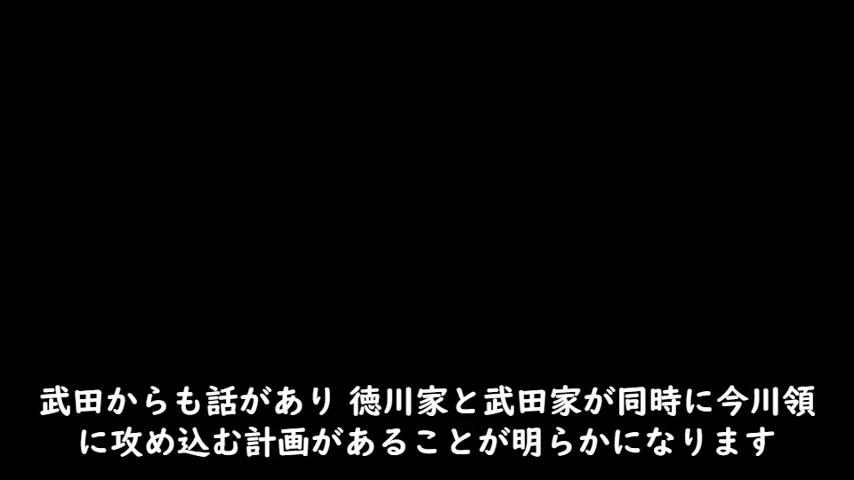 武田からも話があり 徳川家と武田家が同時に今川領
に攻め込む計画があることが明らかになります